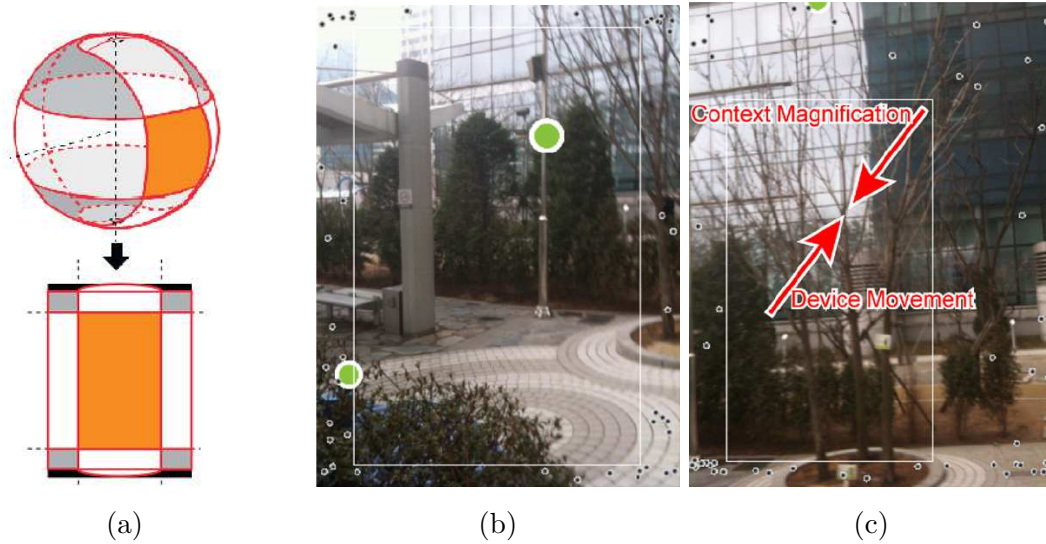 Context Magnification
Device Movement
(a)
(b)
(c)